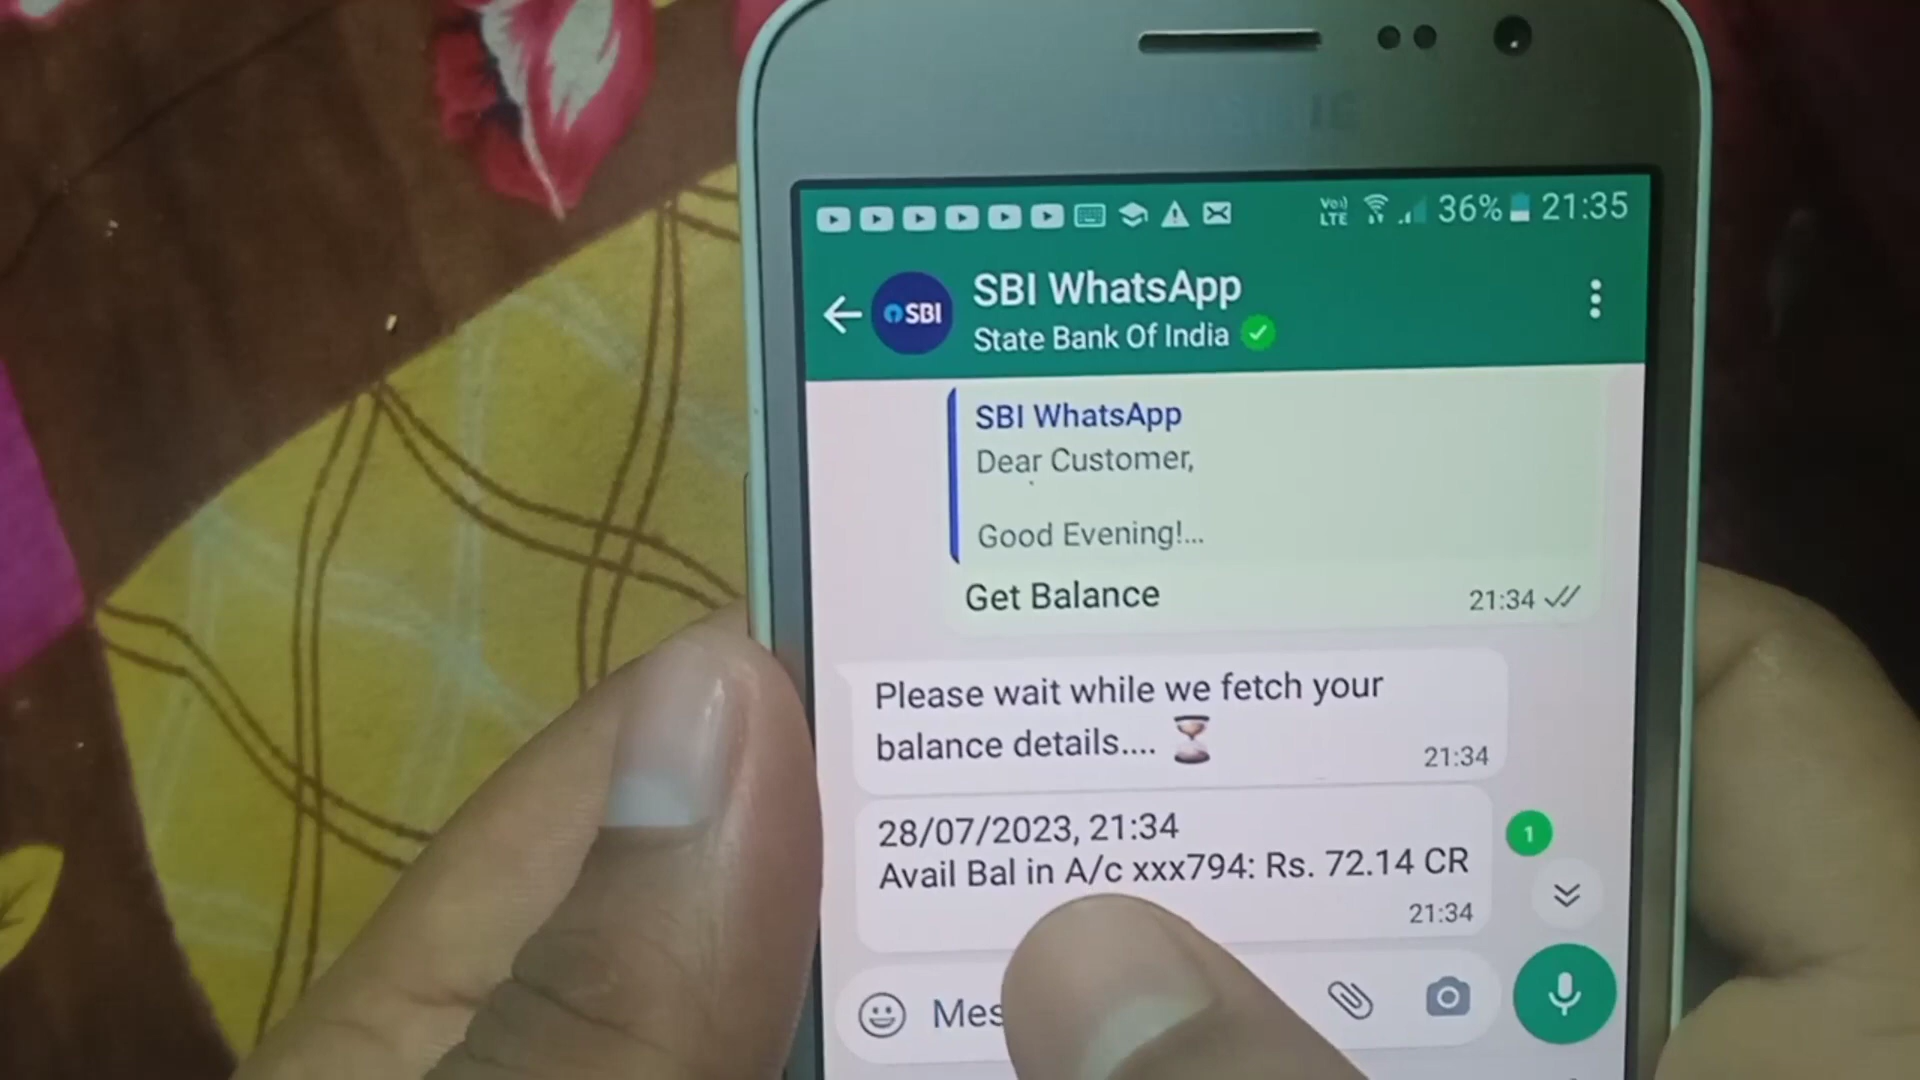 Vo) LTE 36% 21:35
SBI
SBI WhatsApp
State Bank Of India
SBI WhatsApp
Dear Customer,
Good Evening!...
Get Balance
21:34
Please wait while we fetch your
balance details....
21:34
28/07/2023, 21:34
Avail Bal in A/c xxx794: Rs. 72.14 CR
21:34
1